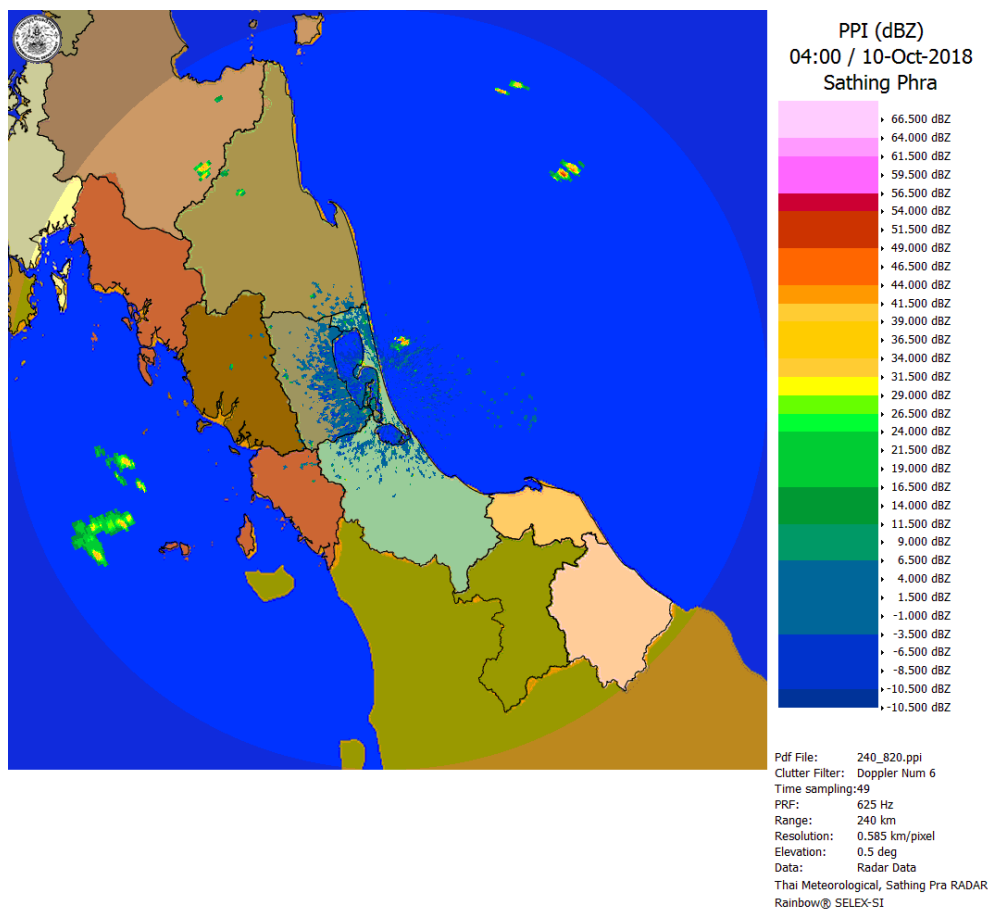 PPI (dBZ)
04:00 / 10-Oct-2018
Sathing Phra
66.500 dBZ
64.000 dBZ
61.500 dBZ
59.500 dBZ
56.500 dBZ
54.000 dBZ
51.500 dBZ
49.000 dBZ
46.500 dBZ
44.000 dBZ
41.500 dBZ
39.000 dBZ
36.500 dBZ
34.000 dBZ
31.500 dBZ
29.000 dBZ
26.500 dBZ
24.000 dBZ
21.500 dBZ
19.000 dBZ
16.500 dBZ
14.000 dBZ
11.500 dBZ
9.000 dBZ
6.500 dBZ
4.000 dBZ
1.500 dBZ
-1.000 dBZ
-3.500 dBZ
-6.500 dBZ
-8.500 dBZ
-10.500 dBZ
-10.500 dBZ
Pdf File: 240_820.ppi
Clutter Filter: Doppler Num 6
Time sampling:49
PRF: 625 Hz
Range: 240 km
Resolution: 0.585 km/pixel
Elevation: 0.5 deg
Data: Radar Data
Thai Meteorological, Sathing Pra RADAR
Rainbow® SELEX-SI